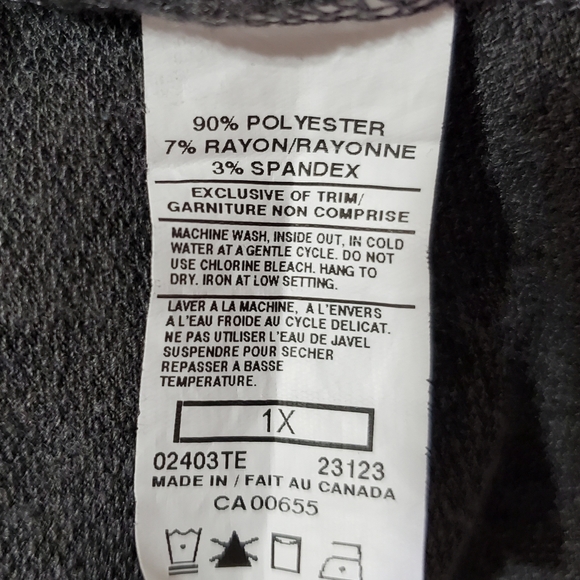 90% POLYESTER
7% RAYON/RAYONNE
3% SPANDEX
EXCLUSIVE OF TRIM/
GARNITURE NON COMPRISE
MACHINE WASH, INSIDE OUT, IN COLD
WATER AT A GENTLE CYCLE. DO NOT
USE CHLORINE BLEACH. HANG TO
DRY. IRON AT LOW SETTING.
LAVER A LA MACHINE, A L'ENVERS
A L'EAU FROIDE AU CYCLE DELICAT.
NE PAS UTILISER L'EAU DE JAVEL
SUSPENDRE POUR SECHER
REPASSER A BASSE
TEMPERATURE.
1X
02403TE 23123
MADE IN / FAIT AU CANADA
CA00655